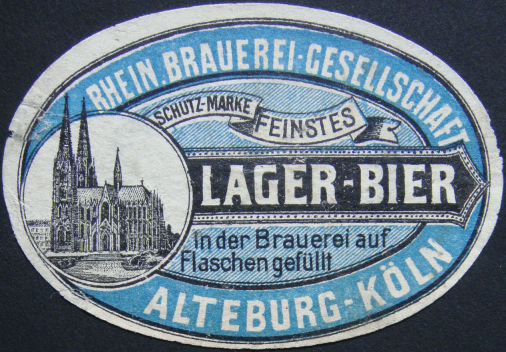 RHEIN. BRAUEREI-GESELLSCHAFT
SCHUTZ-MARKE
FEINSTES
LAGER-BIER
in der Brauerei auf
Flaschen gefüllt
ALTEBURG-KÖLN